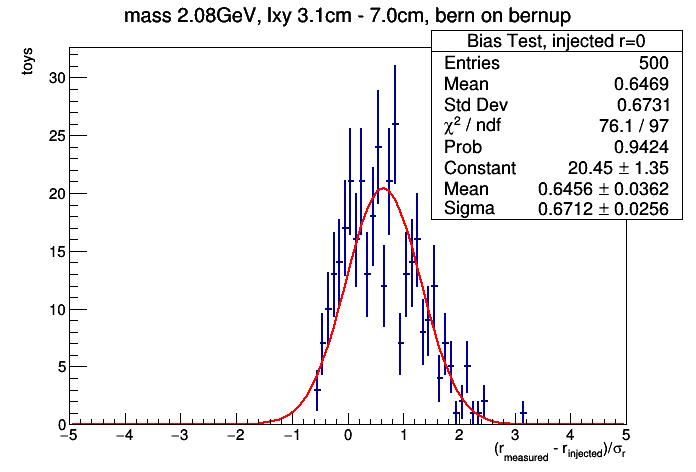 mass 2.08GeV, lxy 3.1cm - 7.0cm, bern on bernup
toys
Bias Test, injected r=0
Entries 500
Mean 0.6469
Std Dev 0.6731
χ² / ndf 76.1 / 97
Prob 0.9424
Constant 20.45 ± 1.35
Mean 0.6456 ± 0.0362
Sigma 0.6712 ± 0.0256
30
25
20
15
10
5
0
−5 −4 −3 −2 −1 0 1 2 3 4 5
(r_measured - r_injected)/σ_r